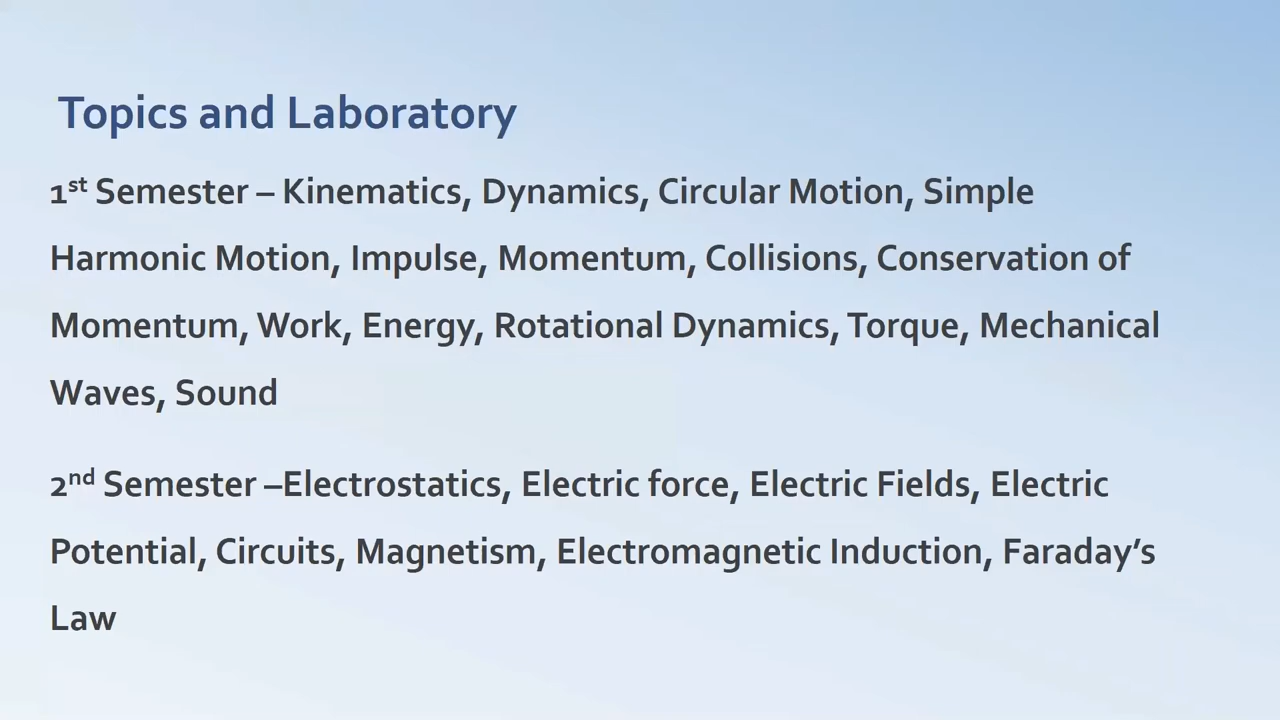 Topics and Laboratory
1st Semester – Kinematics, Dynamics, Circular Motion, Simple
Harmonic Motion, Impulse, Momentum, Collisions, Conservation of
Momentum, Work, Energy, Rotational Dynamics, Torque, Mechanical
Waves, Sound
2nd Semester –Electrostatics, Electric force, Electric Fields, Electric
Potential, Circuits, Magnetism, Electromagnetic Induction, Faraday’s
Law